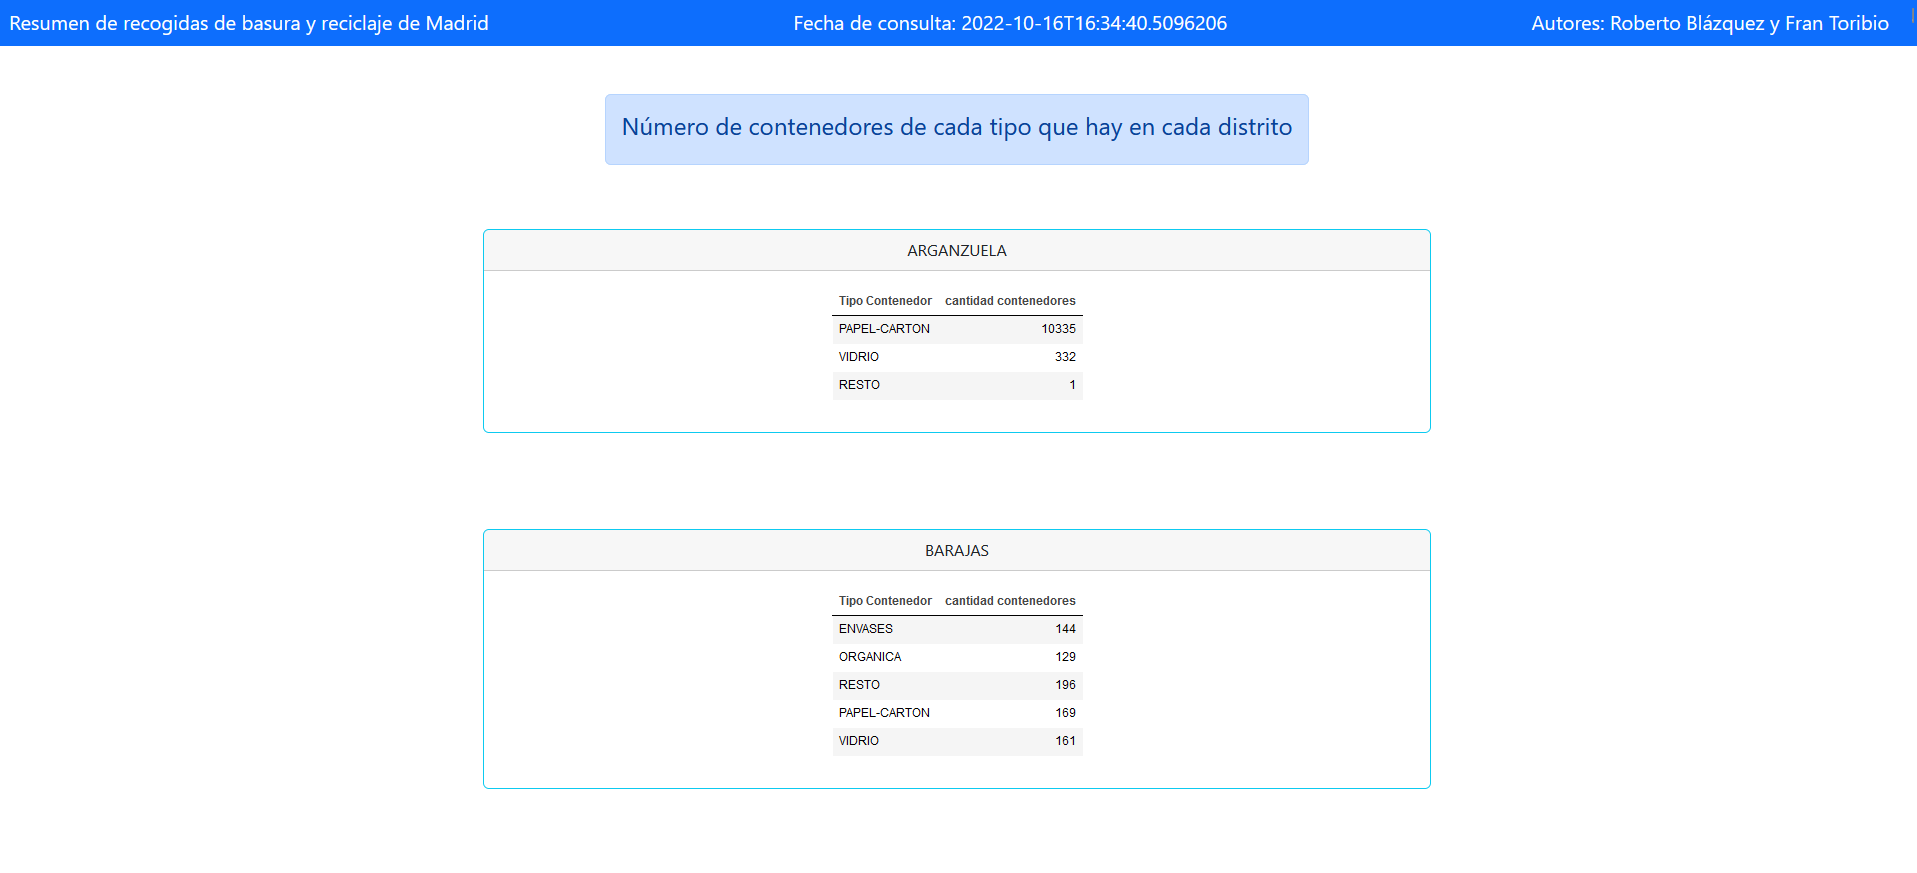 Resumen de recogidas de basura y reciclaje de Madrid Fecha de consulta: 2022-10-16T16:34:40.5096206 Autores: Roberto Blázquez y Fran Toribio
Número de contenedores de cada tipo que hay en cada distrito
ARGANZUELA
Tipo Contenedor cantidad contenedores
PAPEL-CARTON 10335
VIDRIO 332
RESTO 1
BARAJAS
Tipo Contenedor cantidad contenedores
ENVASES 144
ORGANICA 129
RESTO 196
PAPEL-CARTON 169
VIDRIO 161